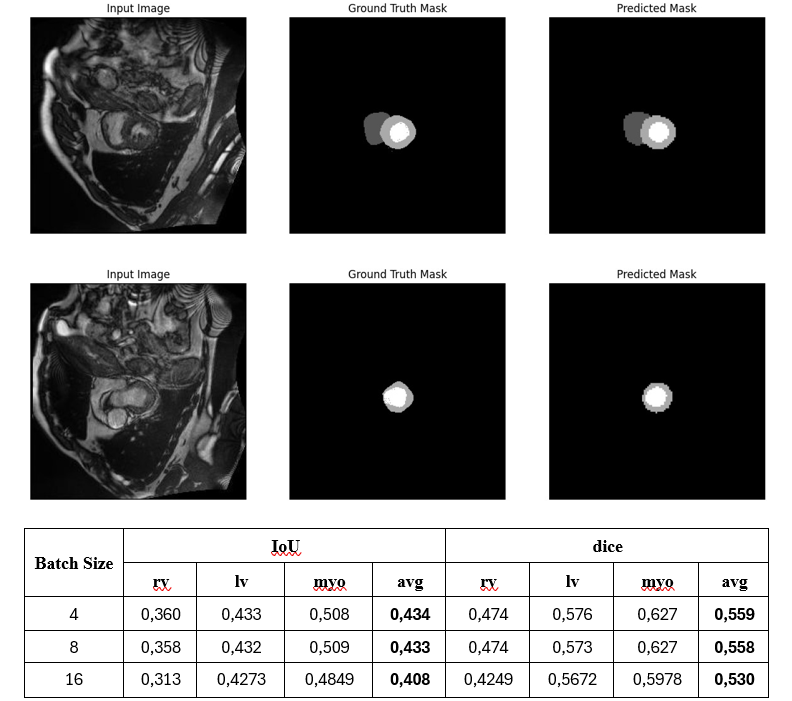 Input Image Ground Truth Mask Predicted Mask
Input Image Ground Truth Mask Predicted Mask
Batch Size IoU dice
rv lv myo avg rv lv myo avg
4 0,360 0,433 0,508 0,434 0,474 0,576 0,627 0,559
8 0,358 0,432 0,509 0,433 0,474 0,573 0,627 0,558
16 0,313 0,4273 0,4849 0,408 0,4249 0,5672 0,5978 0,530